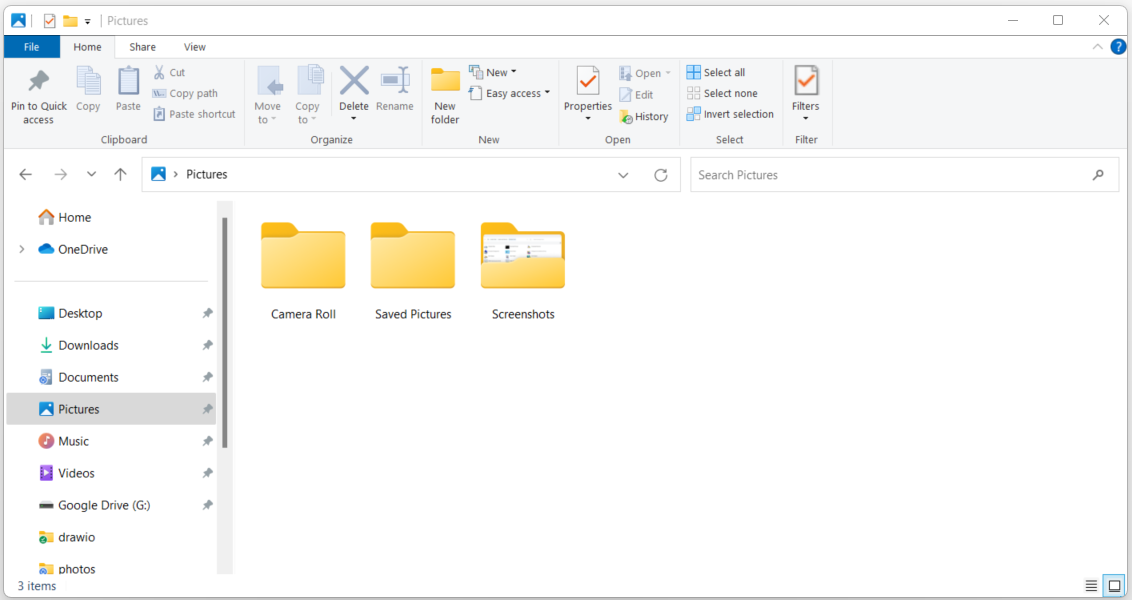 Pictures
File Home Share View
Pin to Quick access
Copy
Paste
Cut
Copy path
Paste shortcut
Clipboard
Move to
Copy to
Delete
Rename
Organize
New folder
New
Easy access
New
Properties
Open
Edit
History
Open
Select all
Select none
Invert selection
Select
Filters
Filter
Pictures
Search Pictures
Home
OneDrive
Desktop
Downloads
Documents
Pictures
Music
Videos
Google Drive (G:)
drawio
photos
Camera Roll
Saved Pictures
Screenshots
3 items